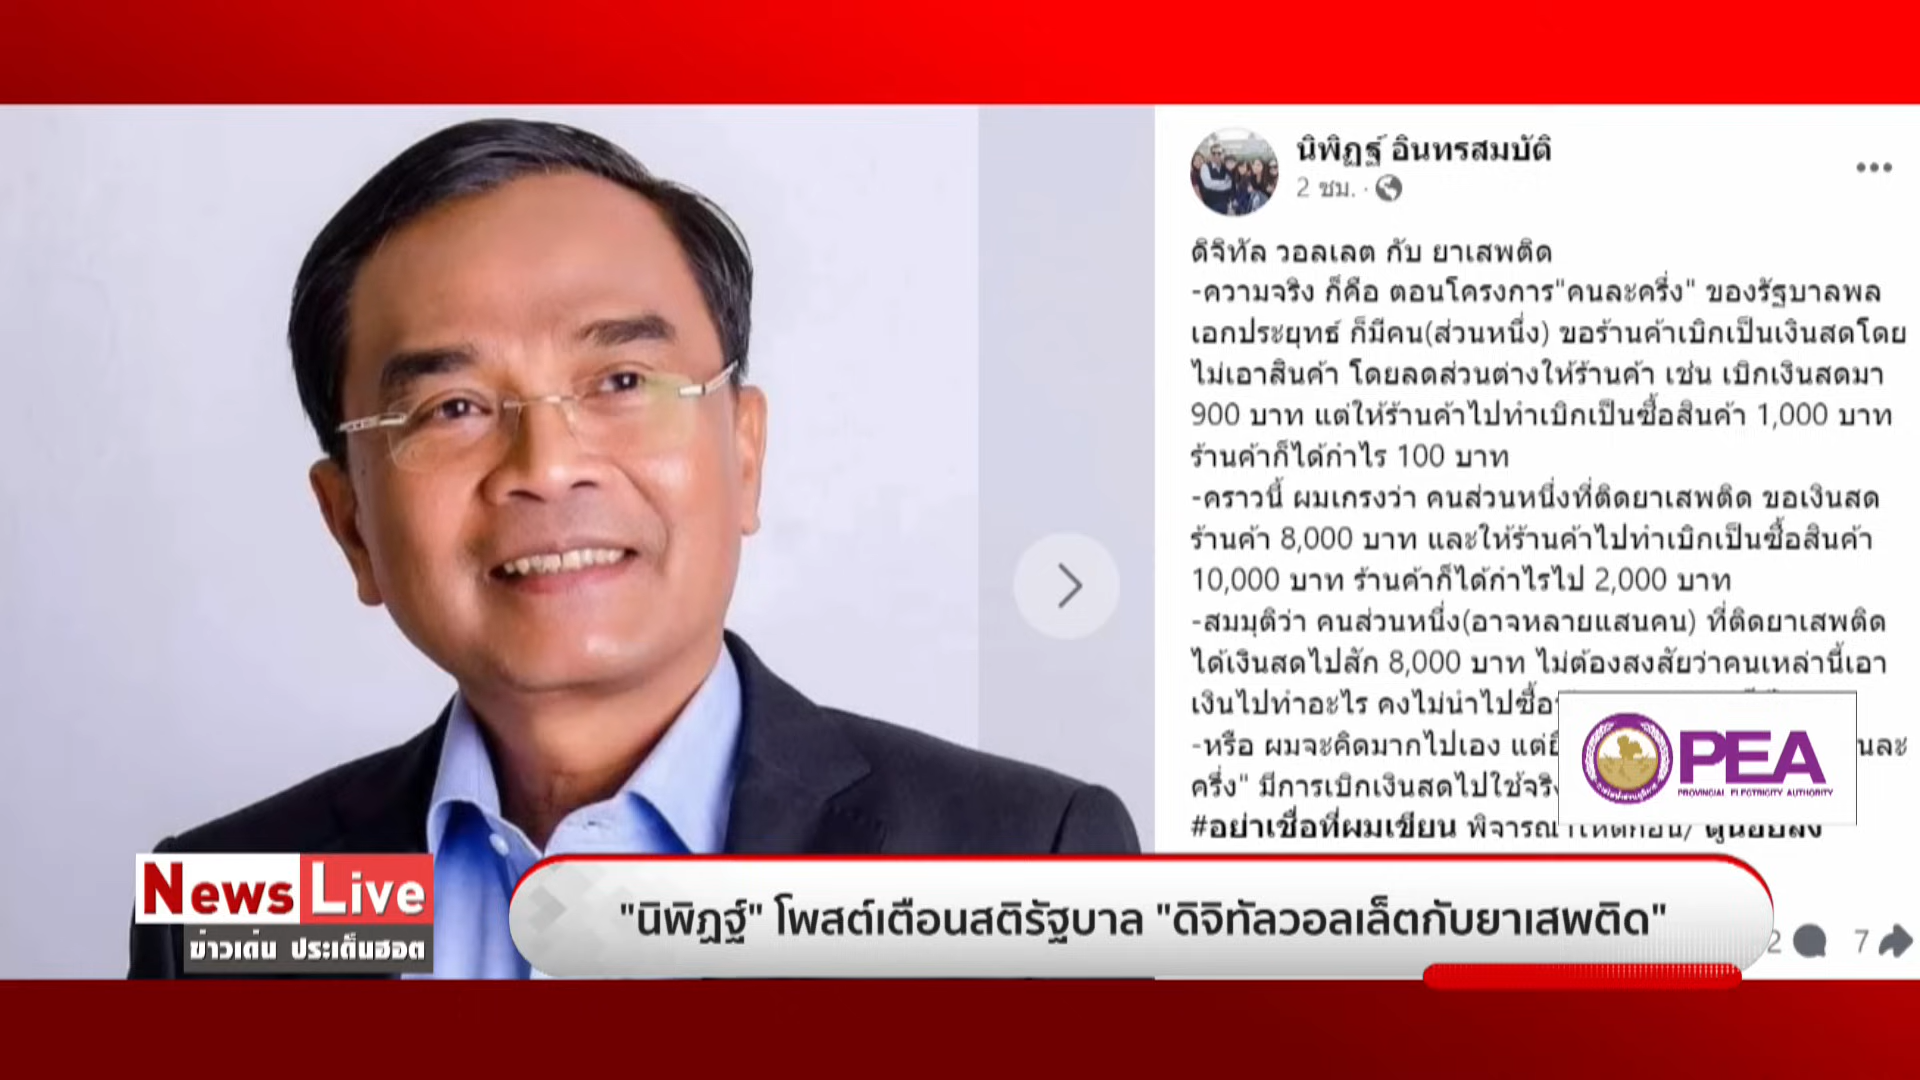 นิพิฏฐ์ อินทรสมบัติ
2 ชม. ·
ดิจิทัล วอลเลต กับ ยาเสพติด
-ความจริง ก็คือ ตอนโครงการ"คนละครึ่ง" ของรัฐบาลพล
เอกประยุทธ์ ก็มีคน(ส่วนหนึ่ง) ขอร้านค้าเบิกเป็นเงินสดโดย
ไม่เอาสินค้า โดยลดส่วนต่างให้ร้านค้า เช่น เบิกเงินสดมา
900 บาท แต่ให้ร้านค้าไปทำเบิกเป็นซื้อสินค้า 1,000 บาท
ร้านค้าก็ได้กำไร 100 บาท
-คราวนี้ ผมเกรงว่า คนส่วนหนึ่งที่ติดยาเสพติด ขอเงินสด
ร้านค้า 8,000 บาท และให้ร้านค้าไปทำเบิกเป็นซื้อสินค้า
10,000 บาท ร้านค้าก็ได้กำไรไป 2,000 บาท
-สมมุติว่า คนส่วนหนึ่ง(อาจหลายแสนคน) ที่ติดยาเสพติด
ได้เงินสดไปสัก 8,000 บาท ไม่ต้องสงสัยว่าคนเหล่านี้เอา
เงินไปทำอะไร คงไม่นำไปซื้อ
-หรือ ผมจะคิดมากไปเอง แต่ นละ
ครึ่ง" มีการเบิกเงินสดไปใช้จริง
#อย่าเชื่อที่ผมเขียน พิจารณาให้ดีก่อน/
PEA
PROVINCIAL ELECTRICITY AUTHORITY
News Live
ข่าวเด่น ประเด็นฮอต
"นิพิฏฐ์" โพสต์เตือนสติรัฐบาล "ดิจิทัลวอลเล็ตกับยาเสพติด"
2 7